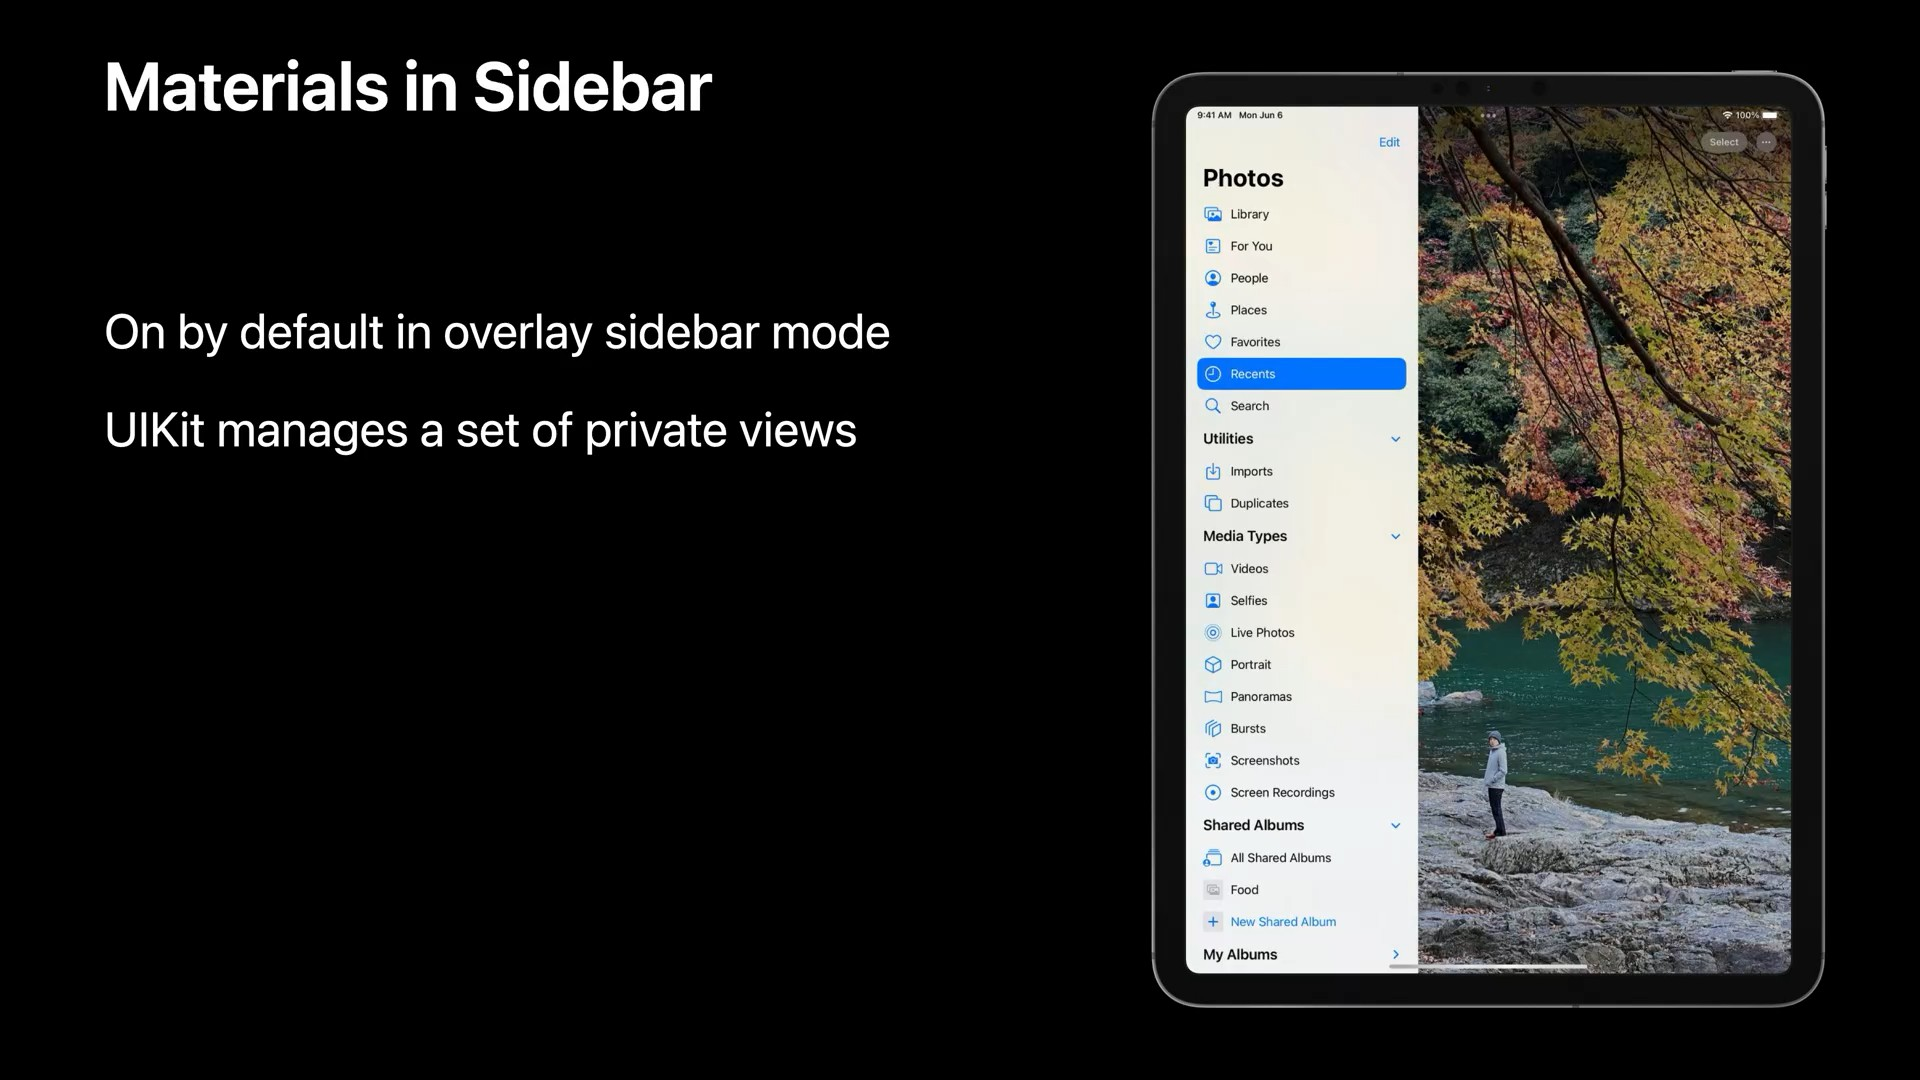 Materials in Sidebar
On by default in overlay sidebar mode
UIKit manages a set of private views
9:41 AM Mon Jun 6
100%
Edit
Select
Photos
Library
For You
People
Places
Favorites
Recents
Search
Utilities
Imports
Duplicates
Media Types
Videos
Selfies
Live Photos
Portrait
Panoramas
Bursts
Screenshots
Screen Recordings
Shared Albums
All Shared Albums
Food
New Shared Album
My Albums